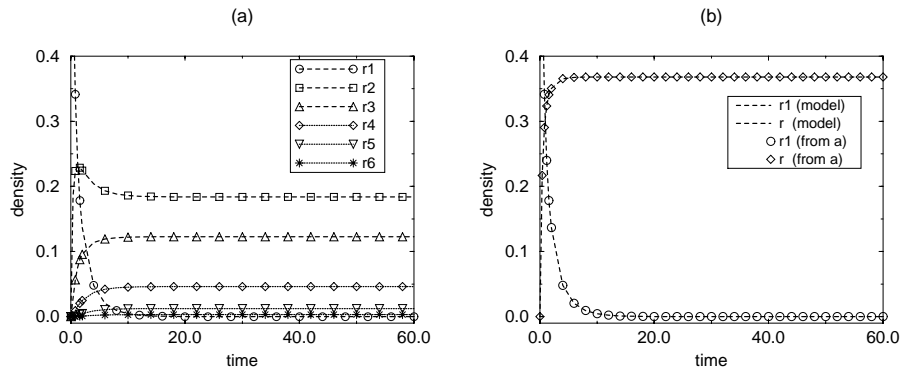 (a)
0.4
0.3
0.2
0.1
0.0
density
0.0
20.0
40.0
60.0
time
r1
r2
r3
r4
r5
r6
(b)
0.4
0.3
0.2
0.1
0.0
density
0.0
20.0
40.0
60.0
time
r1 (model)
r (model)
r1 (from a)
r (from a)